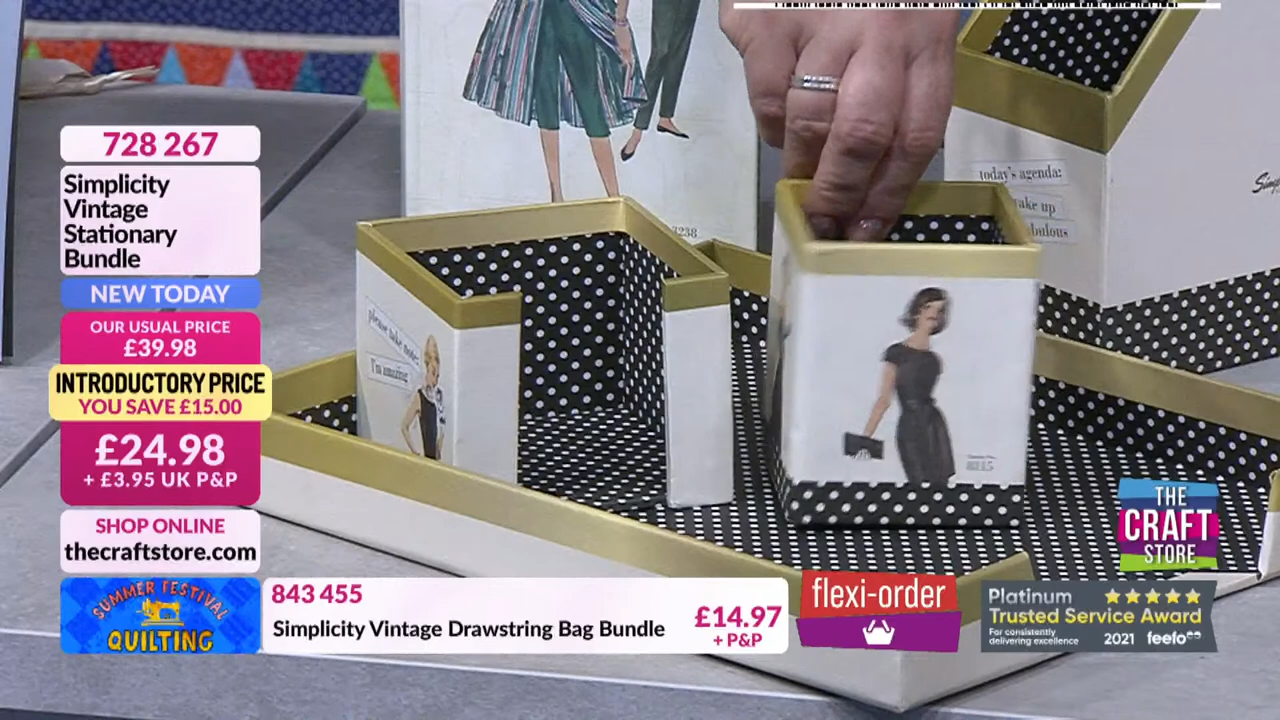 728 267
Simplicity
Vintage
Stationary
Bundle
NEW TODAY
OUR USUAL PRICE
£39.98
INTRODUCTORY PRICE
YOU SAVE £15.00
£24.98
+ £3.95 UK P&P
SHOP ONLINE
thecraftstore.com
SUMMER FESTIVAL
QUILTING
843 455
Simplicity Vintage Drawstring Bag Bundle
£14.97
+ P&P
flexi-order
Platinum
Trusted Service Award
For consistently
delivering excellence
2021 feefo
THE
CRAFT
STORE
today's agenda:
please take note:
I'm amazing
3238